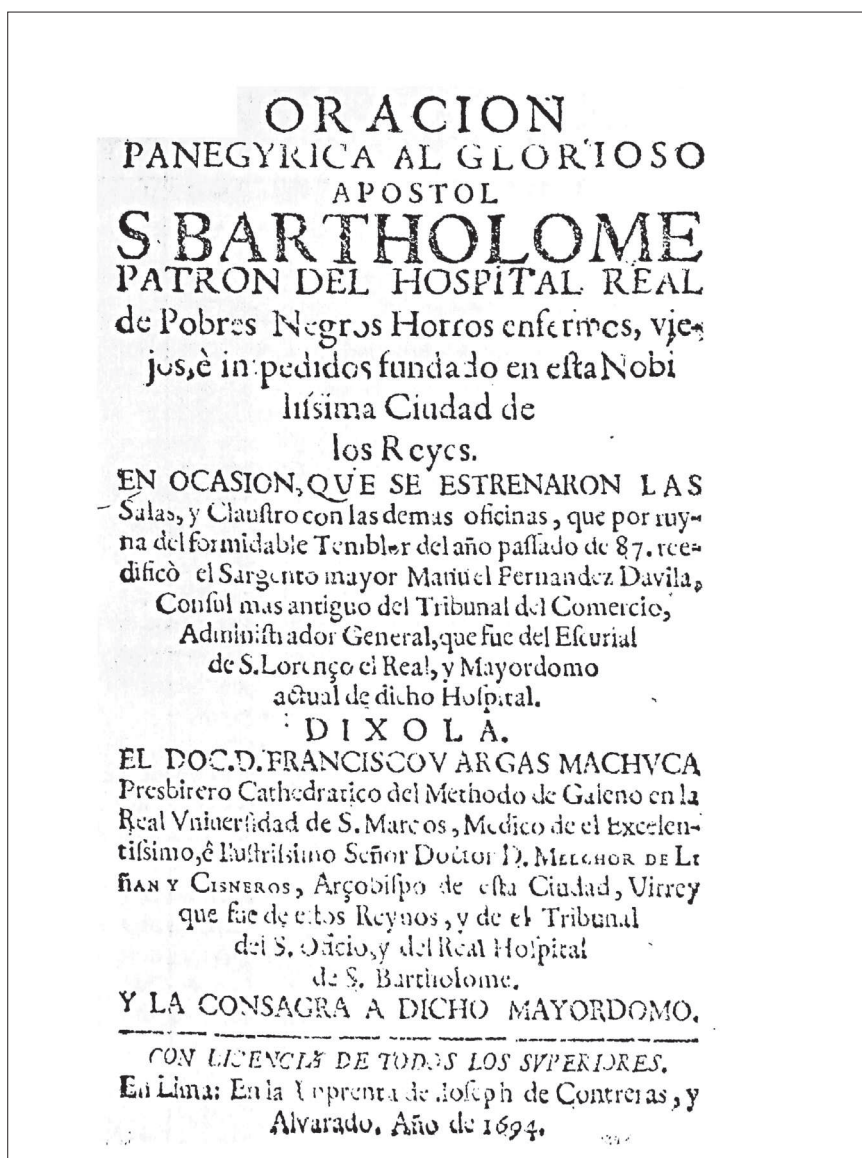 ORACION
PANEGYRICA AL GLORIOSO
APOSTOL
S BARTHOLOME
PATRON DEL HOSPITAL REAL
de Pobres Negros Horros enfermos, vie-
jos, è impedidos fundado en esta Nobi
lissima Ciudad de
los Reyes.
EN OCASION, QVE SE ESTRENARON LAS
Salas, y Claustro con las demas oficinas, que por ruy-
na del formidable Temblor del año passado de 87. ree-
dificò el Sargento mayor Manuel Fernandez Davila,
Consul mas antiguo del Tribunal del Comercio,
Administrador General, que fue del Escurial
de S. Lorenço el Real, y Mayordomo
actual de dicho Hospital.
DIXOLA.
EL DOC. D. FRANCISCO VARGAS MACHVCA
Presbitero Cathedratico del Methodo de Galeno en la
Real Vniuersidad de S. Marcos, Medico de el Excelen-
tissimo, è Ilustrissimo Señor Doctor D. MELCHOR DE LI
ÑAN Y CISNEROS, Arçobispo de esta Ciudad, Virrey
que fue de estos Reynos, y de el Tribunal
del S. Oficio, y del Real Hospital
de S. Bartholome.
Y LA CONSAGRA A DICHO MAYORDOMO.
CON LICENCIA DE TODOS LOS SVPERIORES.
En Lima: En la Imprenta de Ioseph de Contreras, y
Alvarado. Año de 1694.